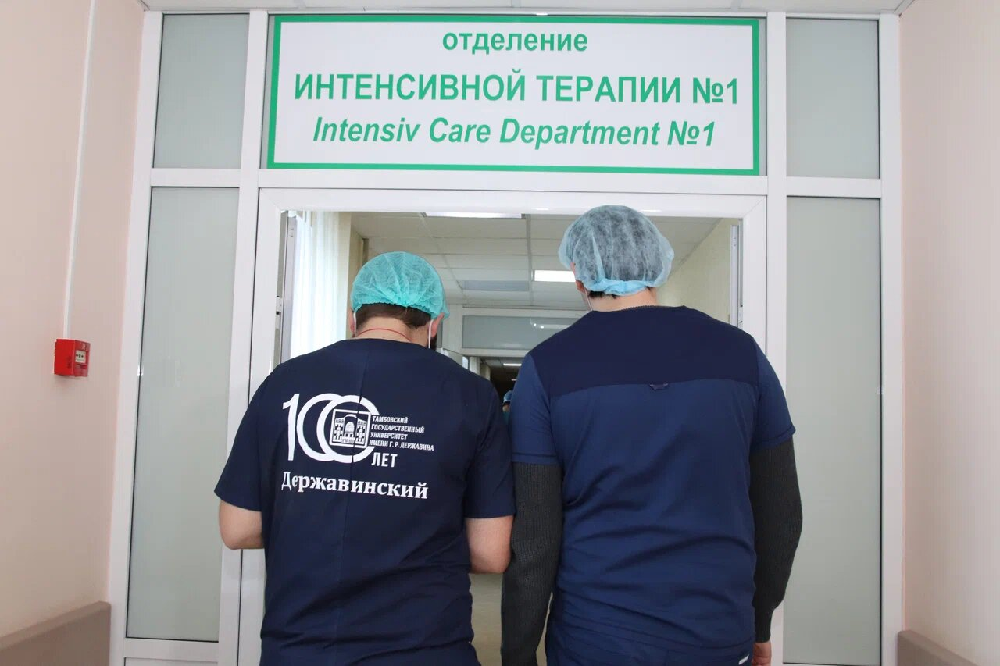 отделение
ИНТЕНСИВНОЙ ТЕРАПИИ №1
Intensiv Care Department №1
100
ТАМБОВСКИЙ
ГОСУДАРСТВЕННЫЙ
УНИВЕРСИТЕТ
ИМЕНИ Г. Р. ДЕРЖАВИНА
ЛЕТ
Державинский